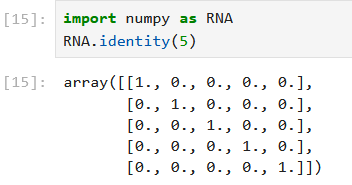 [15]: import numpy as RNA
RNA.identity(5)
[15]: array([[1., 0., 0., 0., 0.],
[0., 1., 0., 0., 0.],
[0., 0., 1., 0., 0.],
[0., 0., 0., 1., 0.],
[0., 0., 0., 0., 1.]])